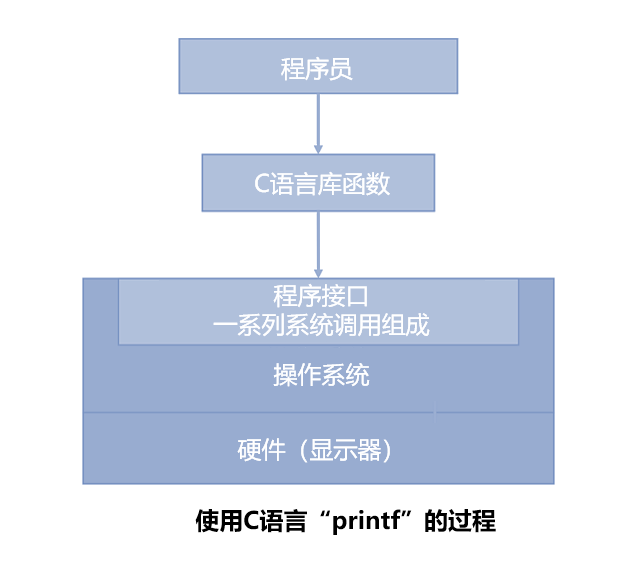 程序员
C语言库函数
程序接口
一系列系统调用组成
操作系统
硬件（显示器）
使用C语言“printf”的过程